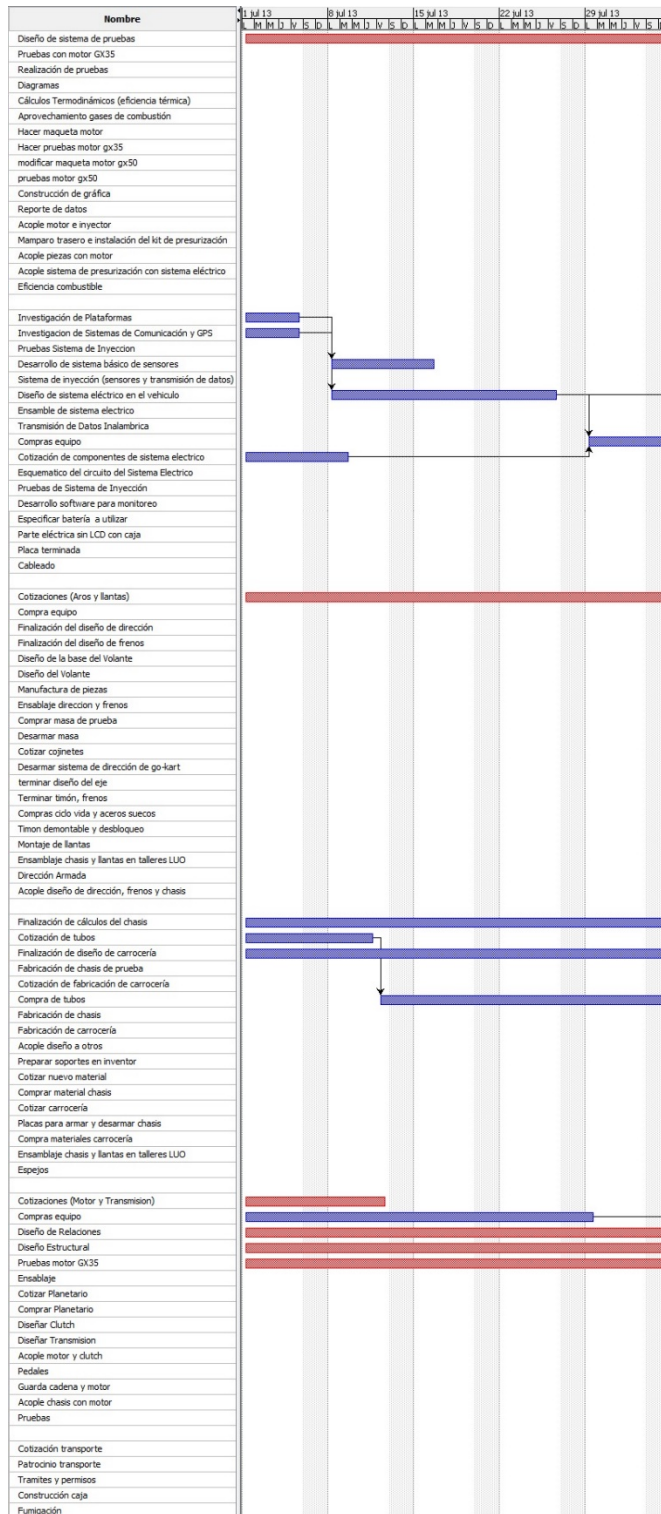 Nombre
1 jul 13 8 jul 13 15 jul 13 22 jul 13 29 jul 13
L M M J V S D L M M J V S D L M M J V S D L M M J V S D L M M J V S
Diseño de sistema de pruebas
Pruebas con motor GX35
Realización de pruebas
Diagramas
Cálculos Termodinámicos (eficiencia térmica)
Aprovechamiento gases de combustión
Hacer maqueta motor
Hacer pruebas motor gx35
modificar maqueta motor gx50
pruebas motor gx50
Construcción de gráfica
Reporte de datos
Acople motor e inyector
Mamparo trasero e instalación del kit de presurización
Acople piezas con motor
Acople sistema de presurización con sistema eléctrico
Eficiencia combustible
Investigación de Plataformas
Investigacion de Sistemas de Comunicación y GPS
Pruebas Sistema de Inyeccion
Desarrollo de sistema básico de sensores
Sistema de inyección (sensores y transmisión de datos)
Diseño de sistema eléctrico en el vehiculo
Ensamble de sistema electrico
Transmisión de Datos Inalambrica
Compras equipo
Cotización de componentes de sistema electrico
Esquematico del circuito del Sistema Electrico
Pruebas de Sistema de Inyección
Desarrollo software para monitoreo
Especificar batería a utilizar
Parte eléctrica sin LCD con caja
Placa terminada
Cableado
Cotizaciones (Aros y llantas)
Compra equipo
Finalización del diseño de dirección
Finalización del diseño de frenos
Diseño de la base del Volante
Diseño del Volante
Manufactura de piezas
Ensablaje direccion y frenos
Comprar masa de prueba
Desarmar masa
Cotizar cojinetes
Desarmar sistema de dirección de go-kart
terminar diseño del eje
Terminar timón, frenos
Compras ciclo vida y aceros suecos
Timon demontable y desbloqueo
Montaje de llantas
Ensamblaje chasis y llantas en talleres LUO
Dirección Armada
Acople diseño de dirección, frenos y chasis
Finalización de cálculos del chasis
Cotización de tubos
Finalización de diseño de carrocería
Fabricación de chasis de prueba
Cotización de fabricación de carrocería
Compra de tubos
Fabricación de chasis
Fabricación de carrocería
Acople diseño a otros
Preparar soportes en inventor
Cotizar nuevo material
Comprar material chasis
Cotizar carrocería
Placas para armar y desarmar chasis
Compra materiales carrocería
Ensamblaje chasis y llantas en talleres LUO
Espejos
Cotizaciones (Motor y Transmision)
Compras equipo
Diseño de Relaciones
Diseño Estructural
Pruebas motor GX35
Ensablaje
Cotizar Planetario
Comprar Planetario
Diseñar Clutch
Diseñar Transmision
Acople motor y clutch
Pedales
Guarda cadena y motor
Acople chasis con motor
Pruebas
Cotización transporte
Patrocinio transporte
Tramites y permisos
Construcción caja
Fumigación